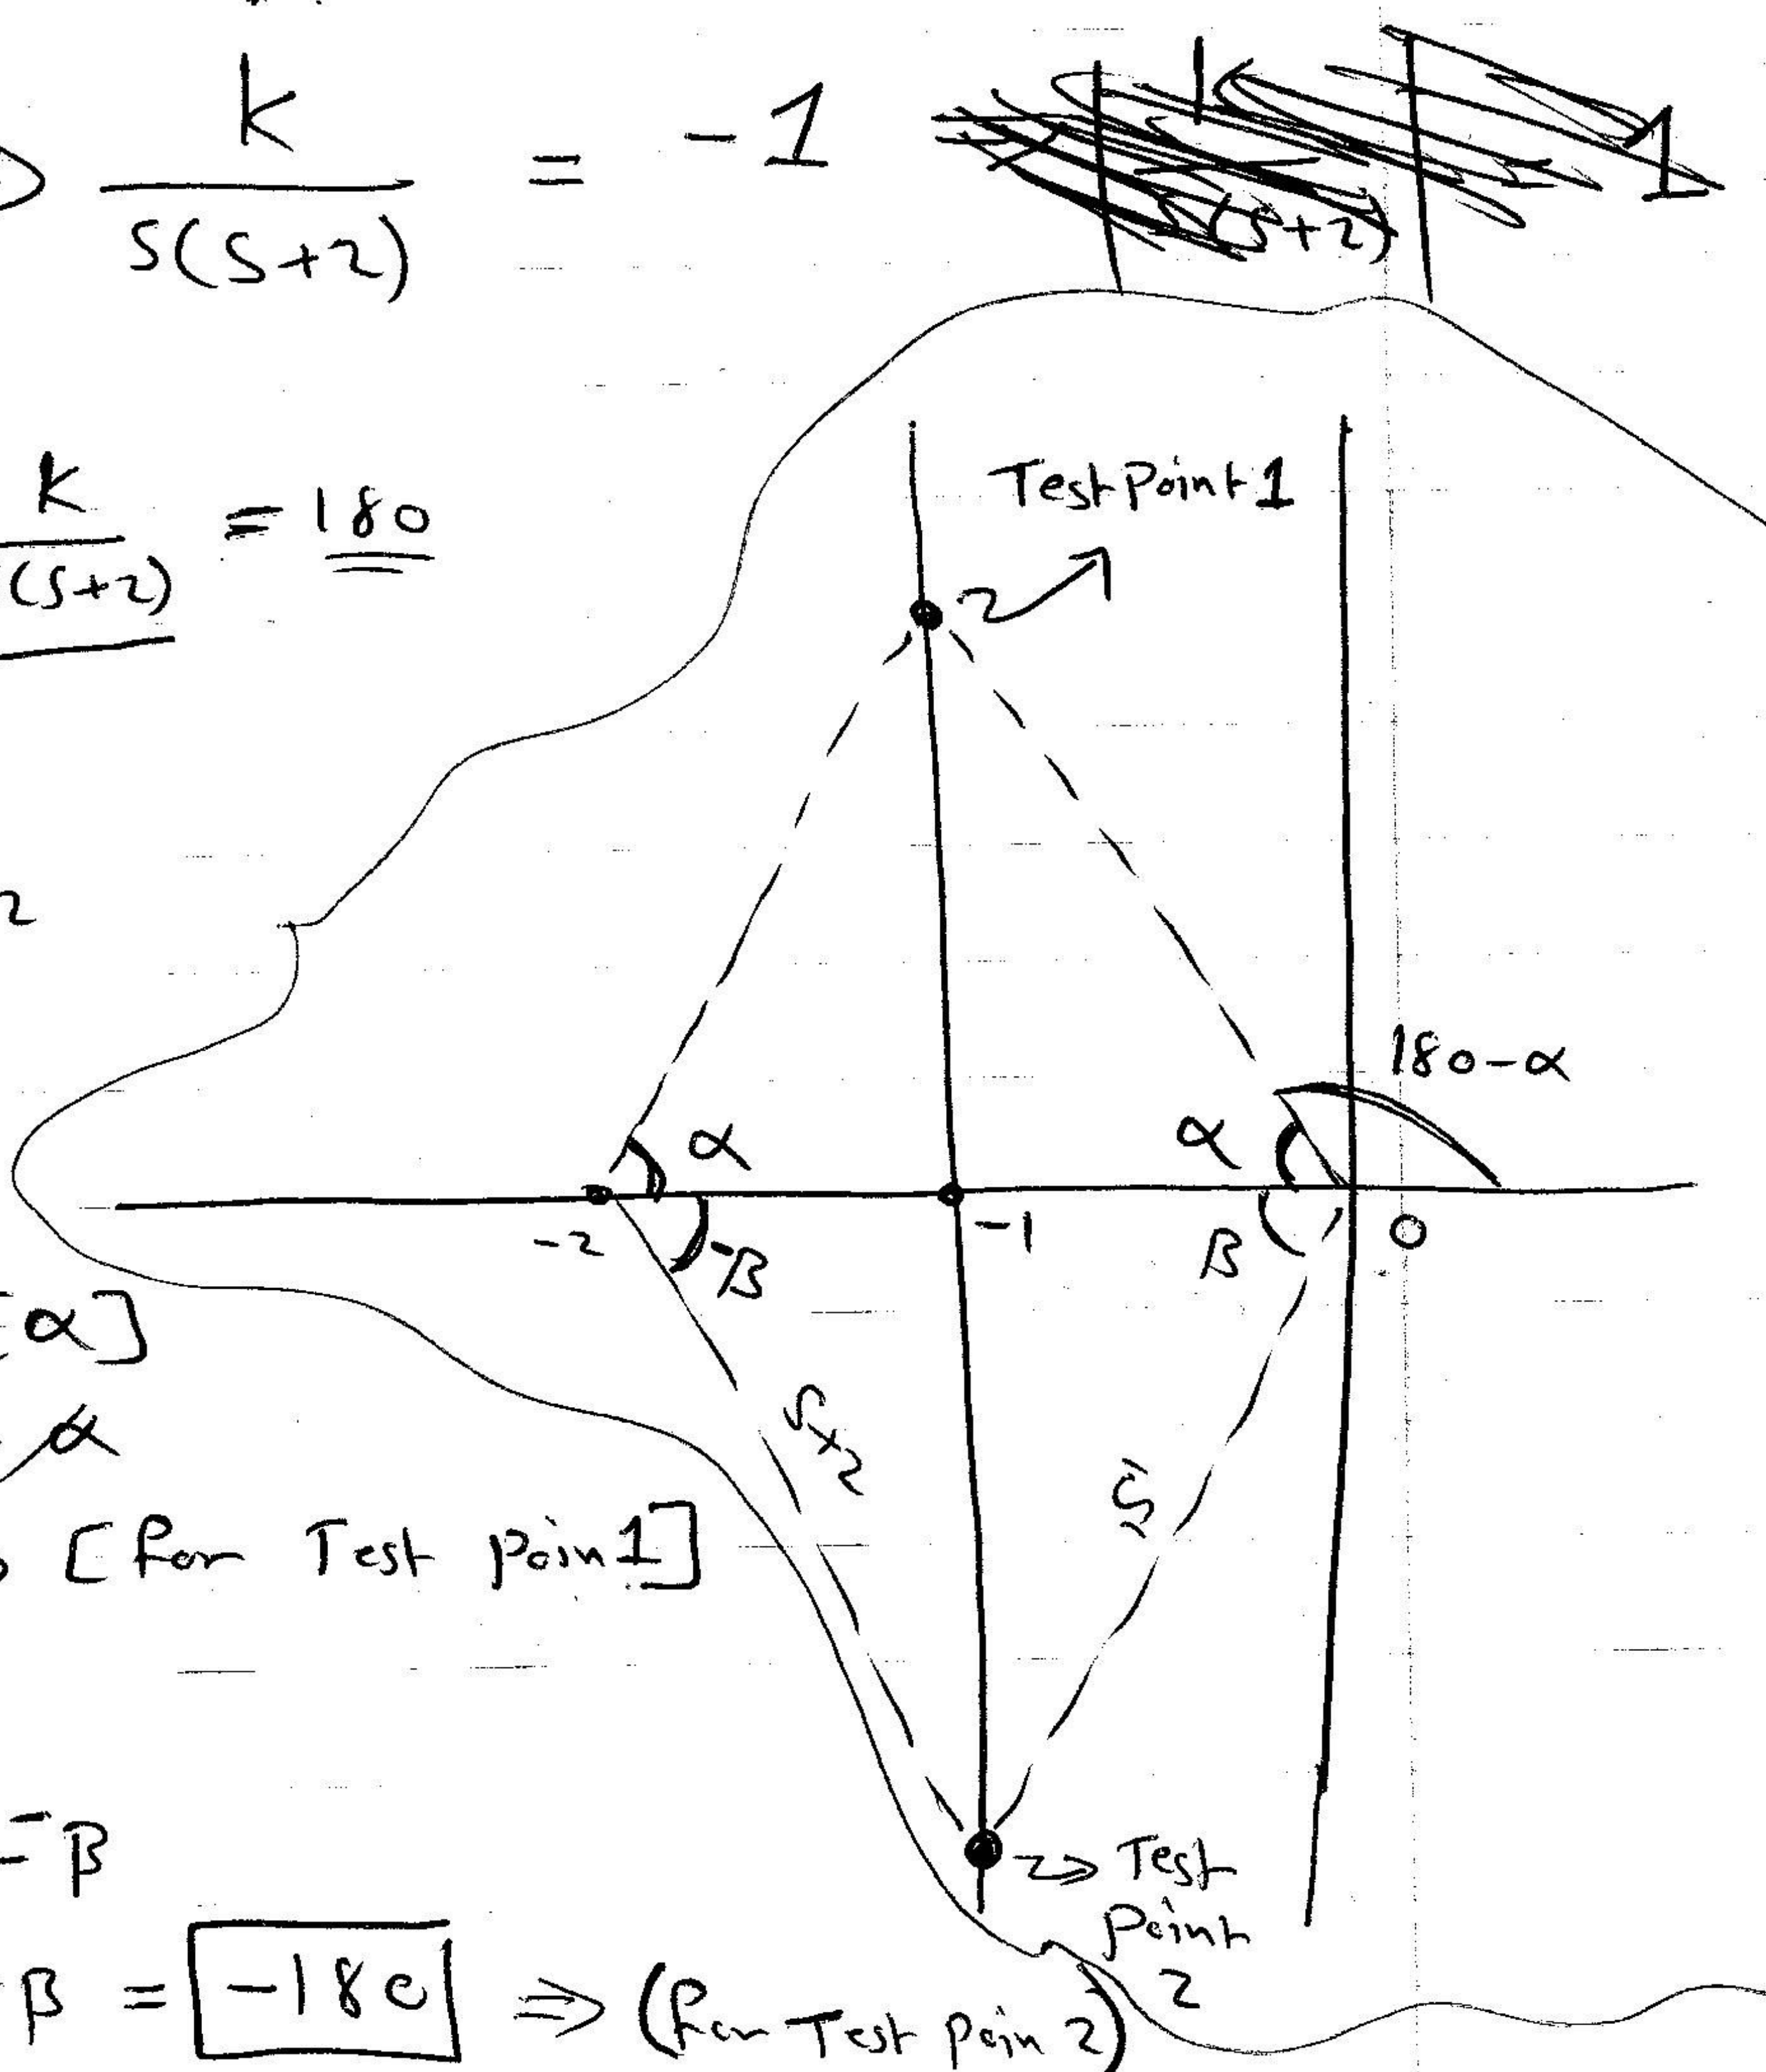 K
S(S+2) = -1
K
(S+2) = 180
Test Point 1
2
180-α
α α
-2 -1 0
-β β
α]
α
S+2
S
[for Test Poin1]
-β
Test
Point
2
β = -180 ⇒ (for Test Poin 2)